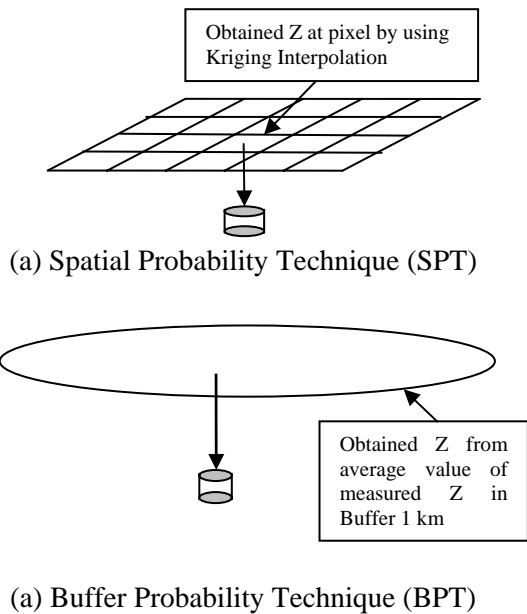 Obtained Z at pixel by using
Kriging Interpolation
(a) Spatial Probability Technique (SPT)
Obtained Z from
average value of
measured Z in
Buffer 1 km
(a) Buffer Probability Technique (BPT)